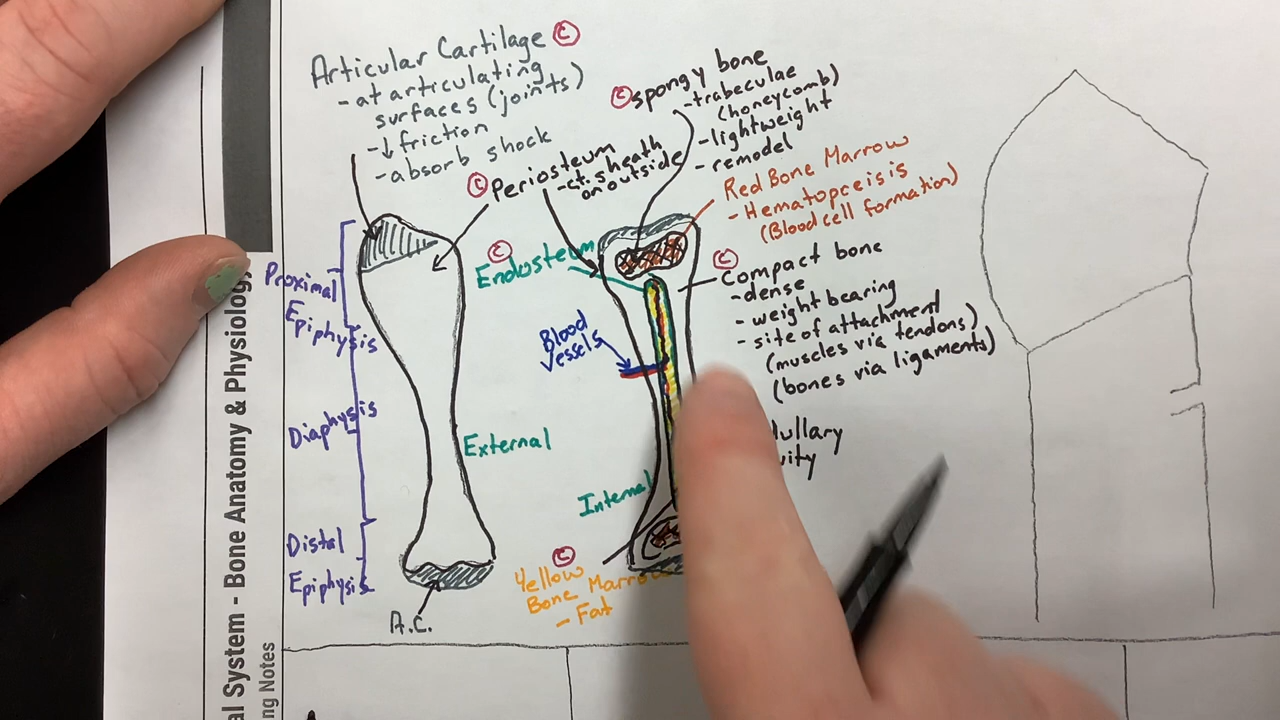 Articular Cartilage ©
- at articulating
surfaces (joints)
- ↓ friction
- absorb shock
© Periosteum
- c.t. sheath
on outside
© spongy bone
- trabeculae
(honeycomb)
- lightweight
- remodel
Red Bone Marrow
- Hematopoeisis
(Blood cell formation)
© Compact bone
- dense
- weight bearing
- site of attachment
(muscles via tendons)
(bones via ligaments)
©
Endosteum
Blood
Vessels
Proximal
Epiphysis
Diaphysis
External
Internal
Distal
Epiphysis
A.C.
©
Yellow
Bone Marrow
- Fat
al System - Bone Anatomy & Physiology
ng Notes